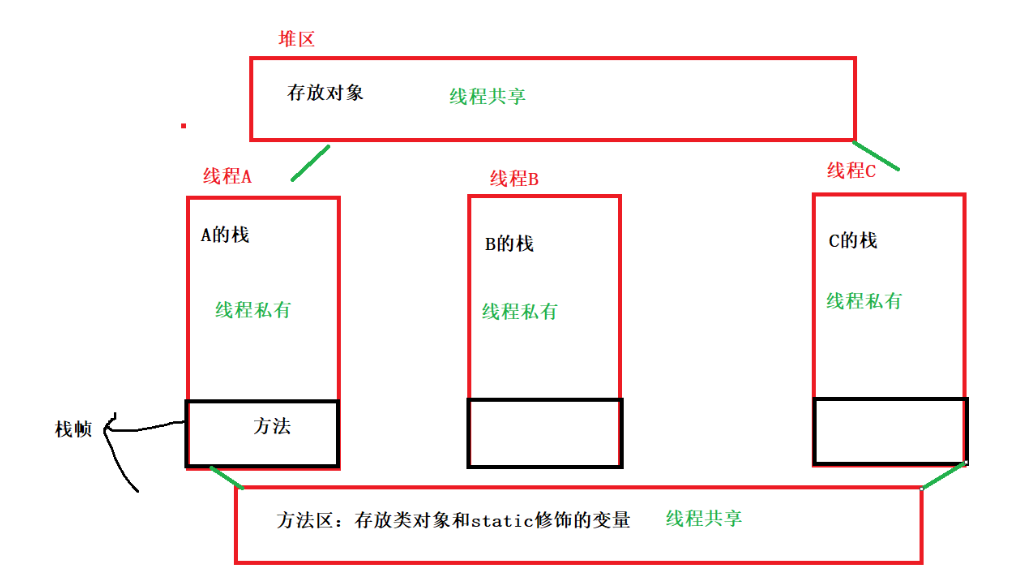 堆区
存放对象 线程共享
线程A 线程B 线程C
A的栈 B的栈 C的栈
线程私有 线程私有 线程私有
栈帧 方法
方法区：存放类对象和static修饰的变量 线程共享